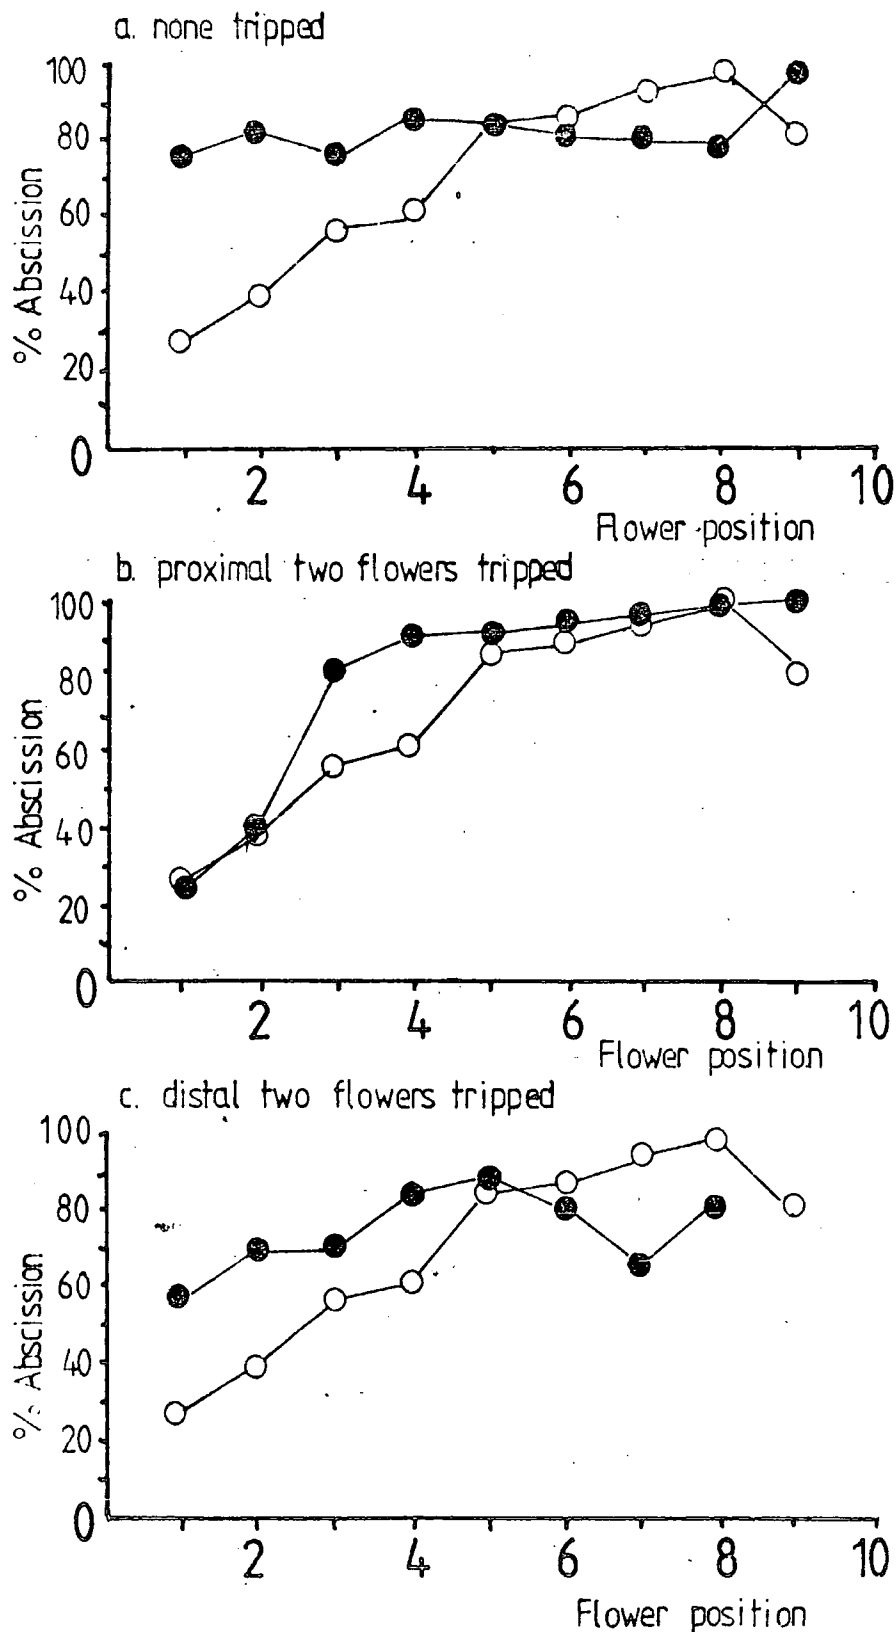 a. none tripped
100
80
60
40
20
0
% Abscission
2 4 6 8 10
Flower position
b. proximal two flowers tripped
100
80
60
40
20
0
% Abscission
2 4 6 8 10
Flower position
c. distal two flowers tripped
100
80
60
40
20
0
% Abscission
2 4 6 8 10
Flower position